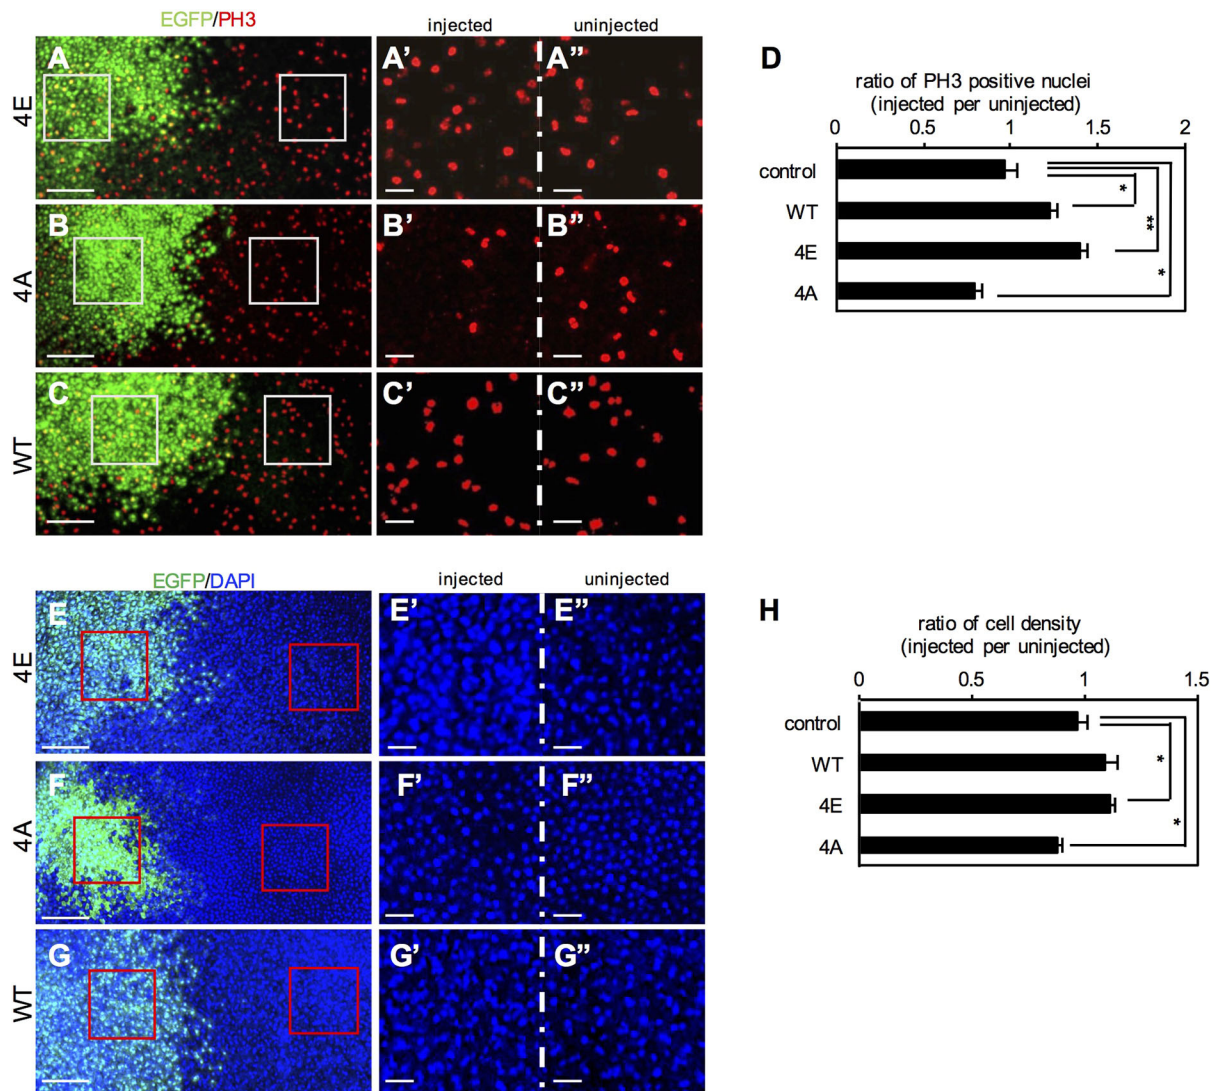 EGFP/PH3
injected
uninjected
4E
A
A’
A”
4A
B
B’
B”
WT
C
C’
C”
D
ratio of PH3 positive nuclei
(injected per uninjected)
0
0.5
1
1.5
2
control
WT
4E
4A
*
**
*
EGFP/DAPI
injected
uninjected
4E
E
E’
E”
4A
F
F’
F”
WT
G
G’
G”
H
ratio of cell density
(injected per uninjected)
0
0.5
1
1.5
control
WT
4E
4A
*
*